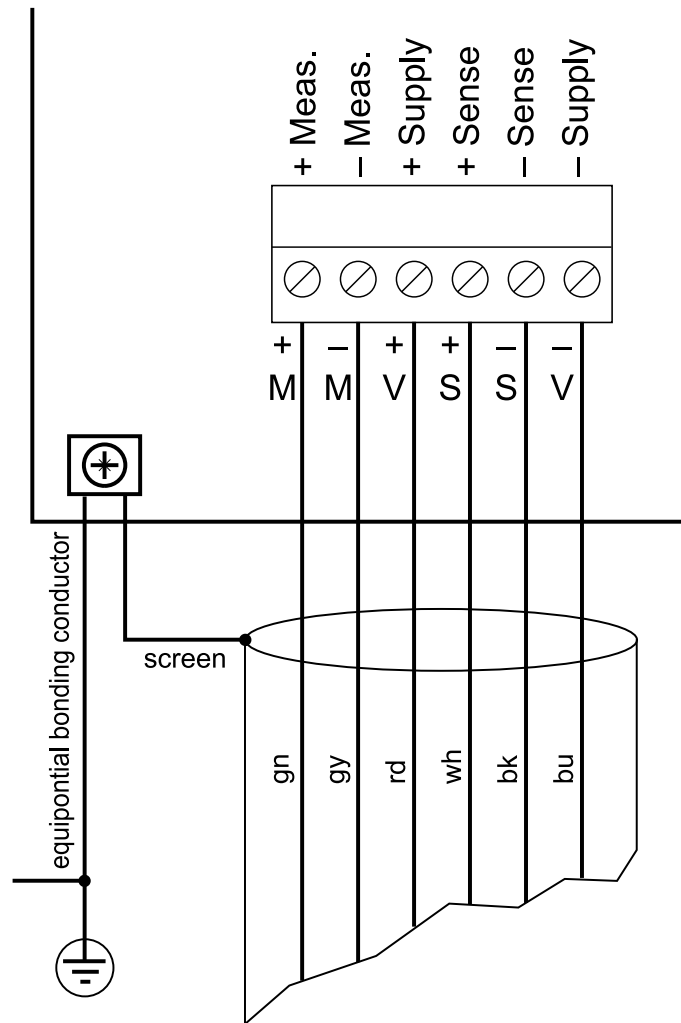 + Meas.
– Meas.
+ Supply
+ Sense
– Sense
– Supply
+ – + + – –
M M V S S V
equipontial bonding conductor
screen
gn
gy
rd
wh
bk
bu